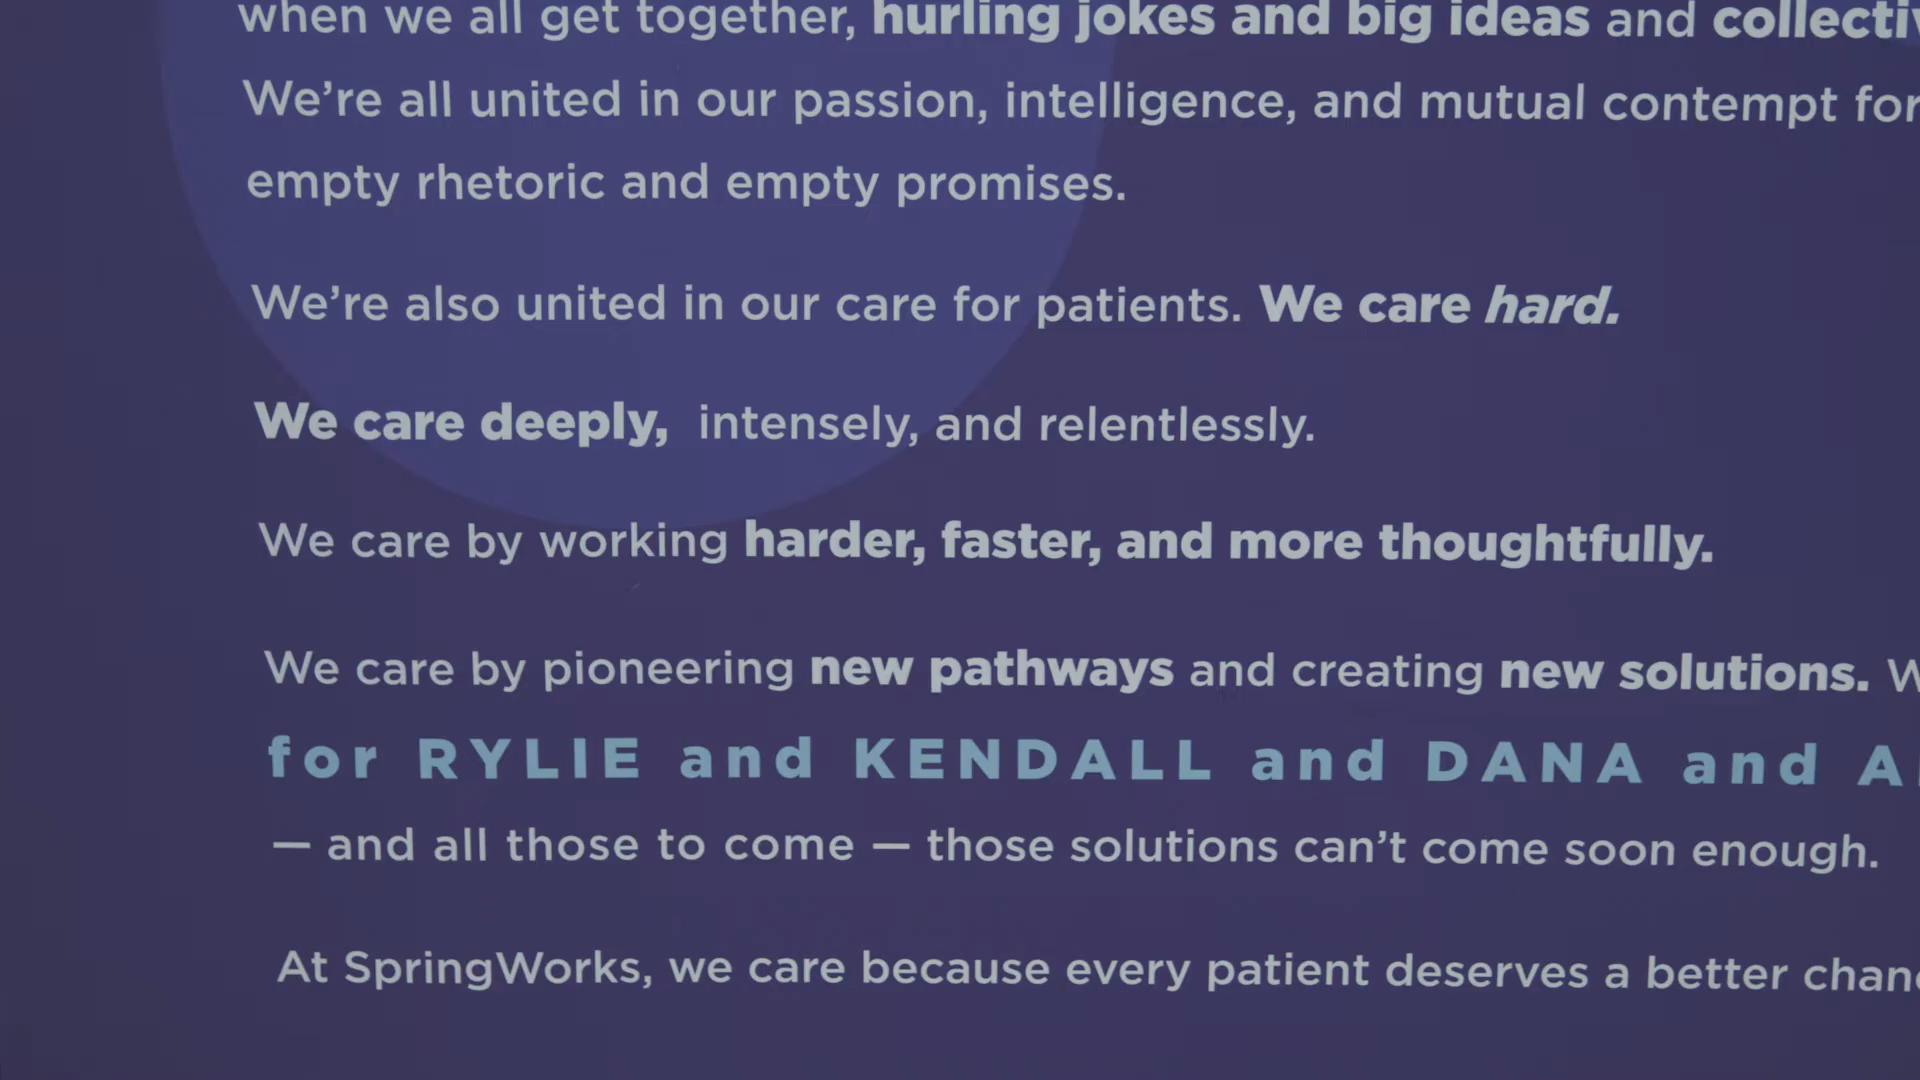 when we all get together, hurling jokes and big ideas and
We’re all united in our passion, intelligence, and mutual contempt for
empty rhetoric and empty promises.
We’re also united in our care for patients. We care hard.
We care deeply, intensely, and relentlessly.
We care by working harder, faster, and more thoughtfully.
We care by pioneering new pathways and creating new solutions.
for RYLIE and KENDALL and DANA and
— and all those to come — those solutions can’t come soon enough.
At SpringWorks, we care because every patient deserves a better